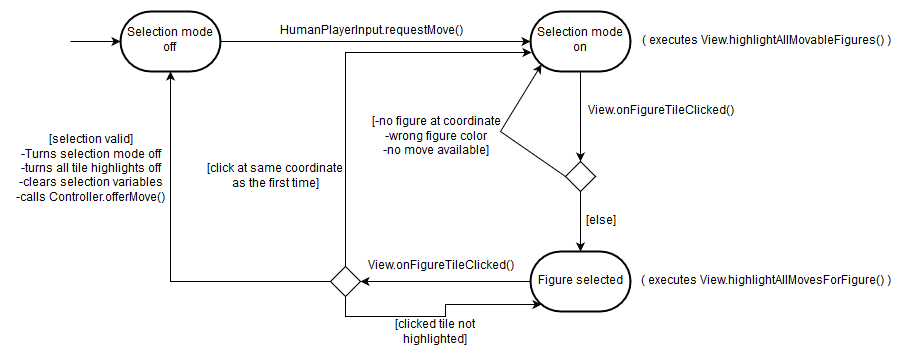 Selection mode
off
HumanPlayerInput.requestMove()
Selection mode
on
( executes View.highlightAllMovableFigures() )
View.onFigureTileClicked()
[-no figure at coordinate
-wrong figure color
-no move available]
[selection valid]
-Turns selection mode off
-turns all tile highlights off
-clears selection variables
-calls Controller.offerMove()
[click at same coordinate
as the first time]
[else]
View.onFigureTileClicked()
Figure selected
( executes View.highlightAllMovesForFigure() )
[clicked tile not
highlighted]